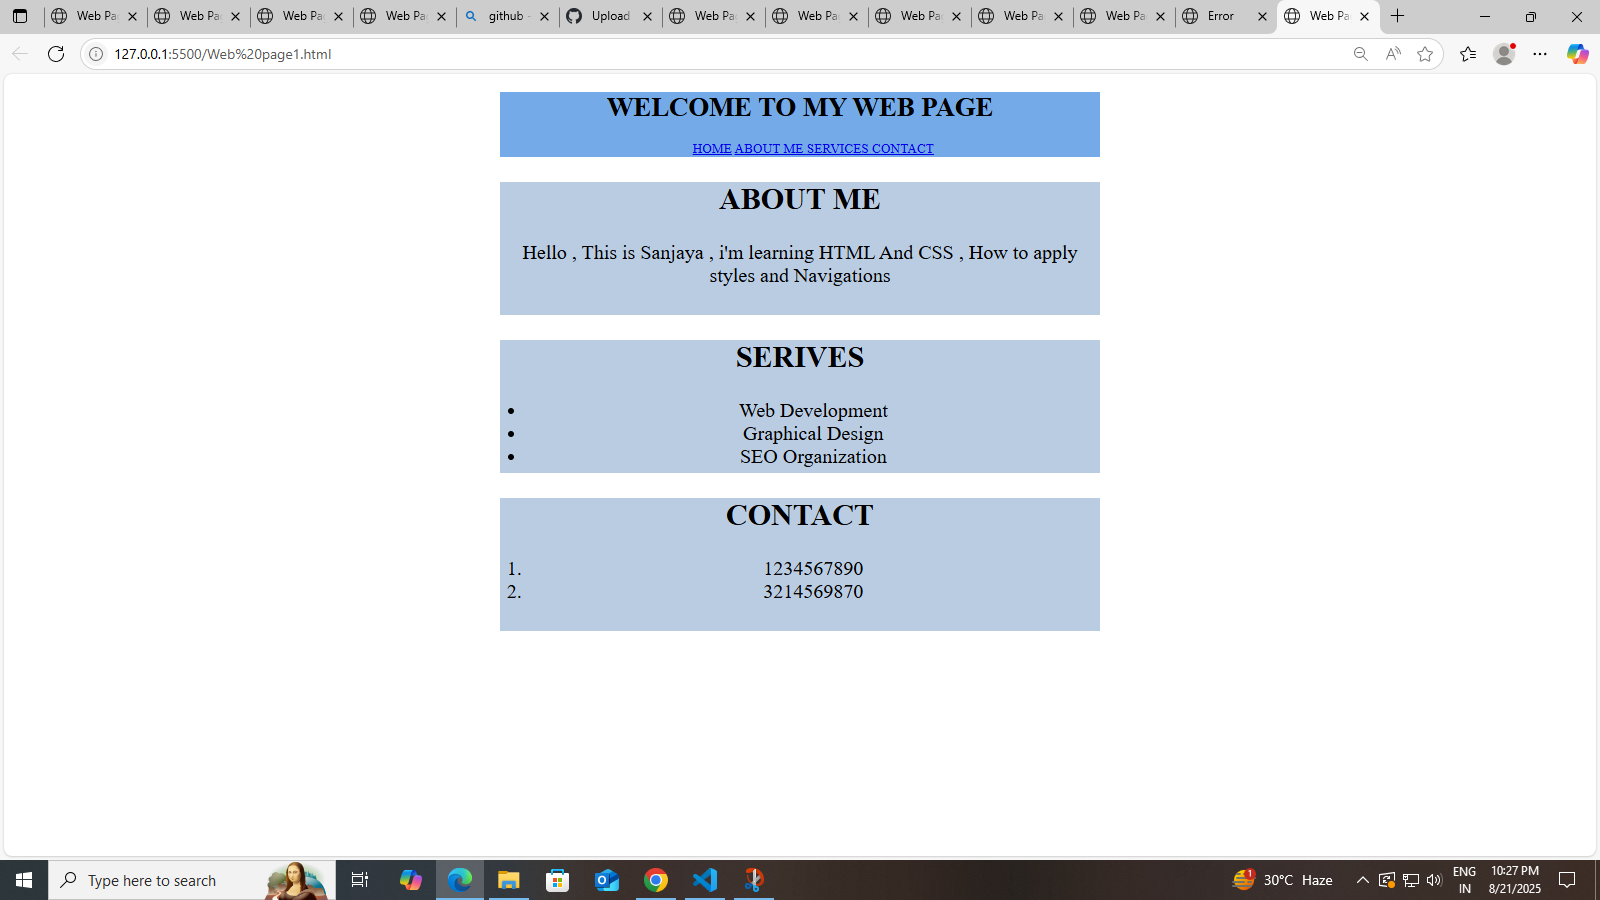 Web Pa
Web Pa
Web Pa
Web Pa
github -
Upload
Web Pa
Web Pa
Web Pa
Web Pa
Web Pa
Error
Web Pa
127.0.0.1:5500/Web%20page1.html
WELCOME TO MY WEB PAGE
HOME ABOUT ME SERVICES CONTACT
ABOUT ME
Hello , This is Sanjaya , i'm learning HTML And CSS , How to apply
styles and Navigations
SERIVES
• Web Development
• Graphical Design
• SEO Organization
CONTACT
1. 1234567890
2. 3214569870
Type here to search
1
30°C Haze
ENG
IN
10:27 PM
8/21/2025